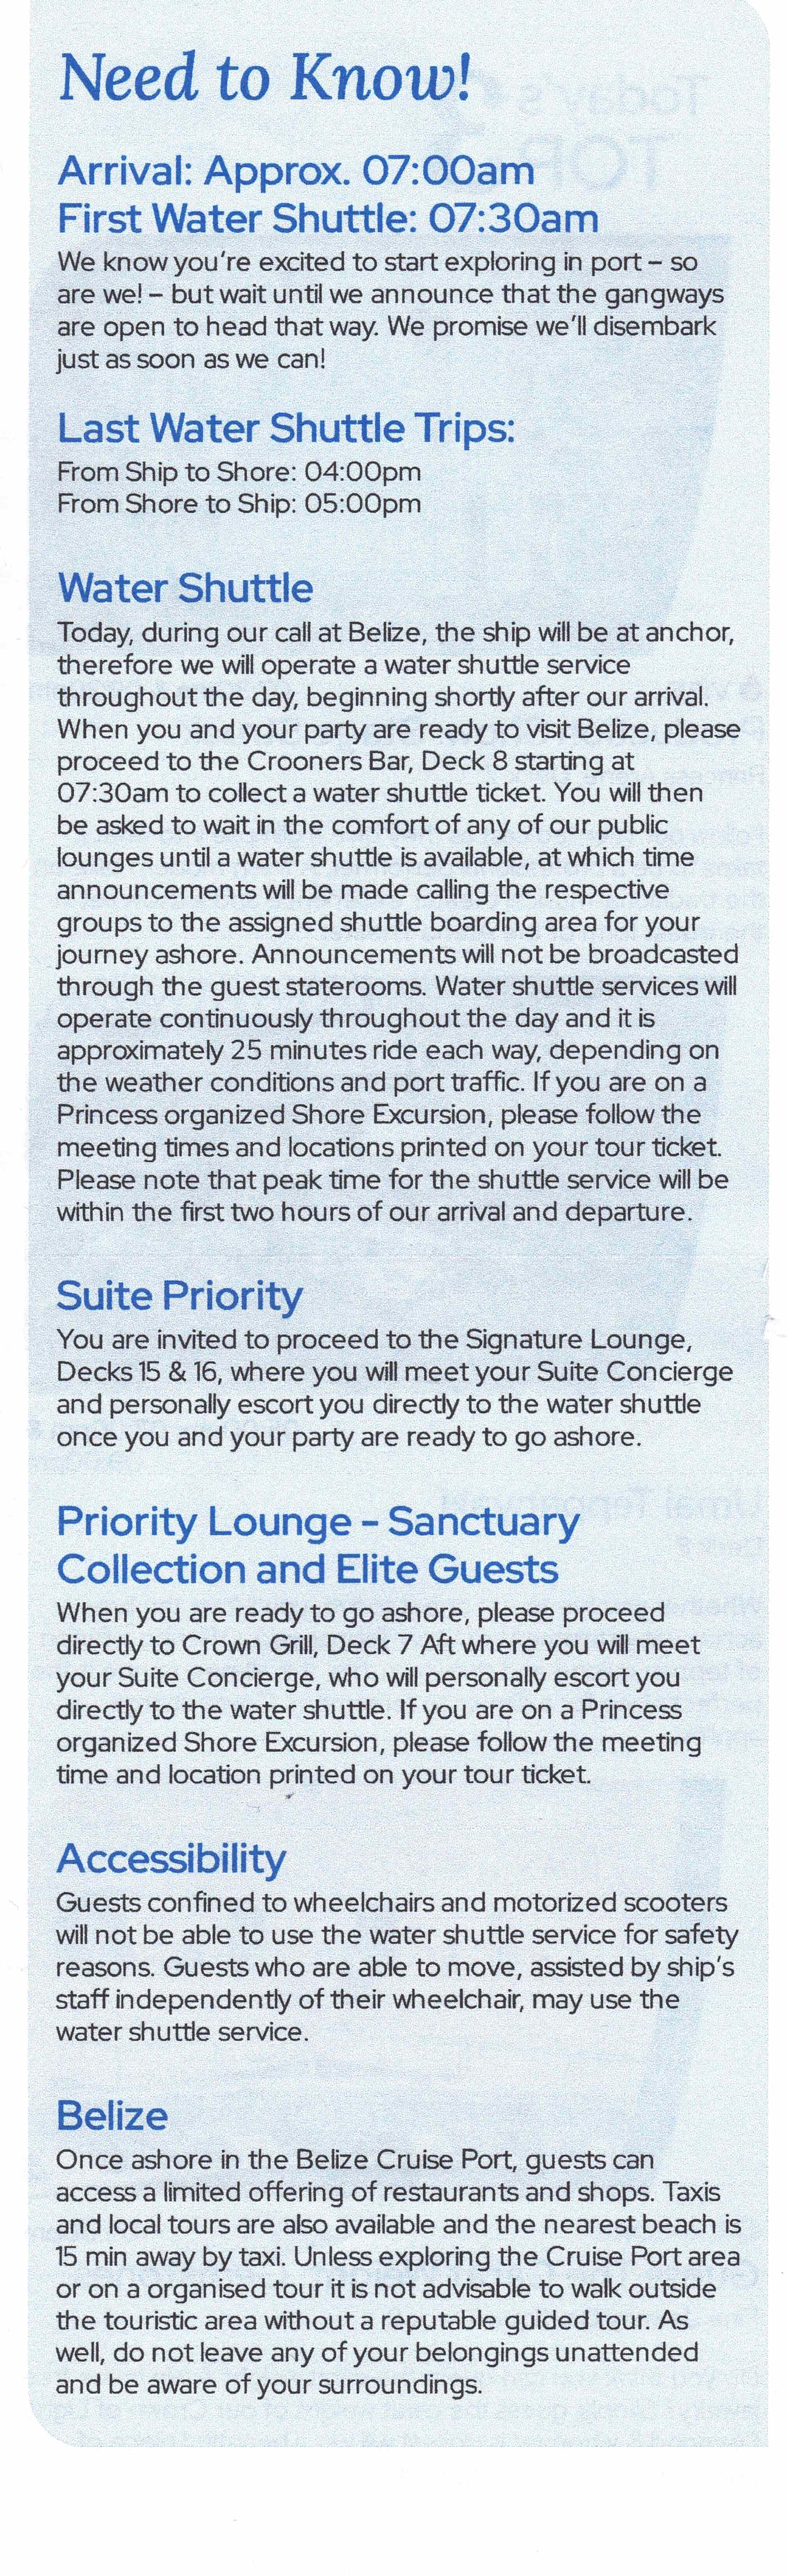 Need to Know!
Arrival: Approx. 07:00am
First Water Shuttle: 07:30am
We know you're excited to start exploring in port – so
are we! – but wait until we announce that the gangways
are open to head that way. We promise we'll disembark
just as soon as we can!
Last Water Shuttle Trips:
From Ship to Shore: 04:00pm
From Shore to Ship: 05:00pm
Water Shuttle
Today, during our call at Belize, the ship will be at anchor,
therefore we will operate a water shuttle service
throughout the day, beginning shortly after our arrival.
When you and your party are ready to visit Belize, please
proceed to the Crooners Bar, Deck 8 starting at
07:30am to collect a water shuttle ticket. You will then
be asked to wait in the comfort of any of our public
lounges until a water shuttle is available, at which time
announcements will be made calling the respective
groups to the assigned shuttle boarding area for your
journey ashore. Announcements will not be broadcasted
through the guest staterooms. Water shuttle services will
operate continuously throughout the day and it is
approximately 25 minutes ride each way, depending on
the weather conditions and port traffic. If you are on a
Princess organized Shore Excursion, please follow the
meeting times and locations printed on your tour ticket.
Please note that peak time for the shuttle service will be
within the first two hours of our arrival and departure.
Suite Priority
You are invited to proceed to the Signature Lounge,
Decks 15 & 16, where you will meet your Suite Concierge
and personally escort you directly to the water shuttle
once you and your party are ready to go ashore.
Priority Lounge - Sanctuary
Collection and Elite Guests
When you are ready to go ashore, please proceed
directly to Crown Grill, Deck 7 Aft where you will meet
your Suite Concierge, who will personally escort you
directly to the water shuttle. If you are on a Princess
organized Shore Excursion, please follow the meeting
time and location printed on your tour ticket.
Accessibility
Guests confined to wheelchairs and motorized scooters
will not be able to use the water shuttle service for safety
reasons. Guests who are able to move, assisted by ship's
staff independently of their wheelchair, may use the
water shuttle service.
Belize
Once ashore in the Belize Cruise Port, guests can
access a limited offering of restaurants and shops. Taxis
and local tours are also available and the nearest beach is
15 min away by taxi. Unless exploring the Cruise Port area
or on a organised tour it is not advisable to walk outside
the touristic area without a reputable guided tour. As
well, do not leave any of your belongings unattended
and be aware of your surroundings.